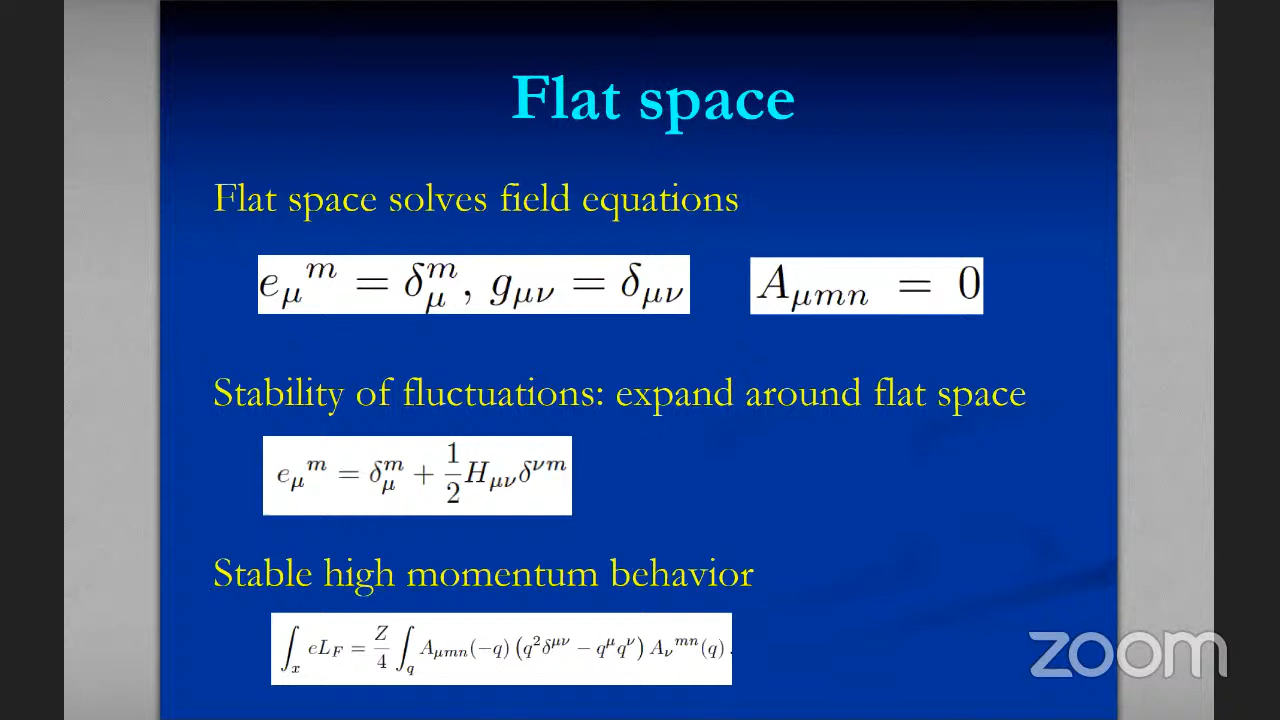 Flat space
Flat space solves field equations
e_μ^m = δ_μ^m, g_μν = δ_μν   A_μmn = 0
Stability of fluctuations: expand around flat space
e_μ^m = δ_μ^m + 1/2 H_μν δ^νm
Stable high momentum behavior
∫_x eL_F = Z/4 ∫_q A_μmn(−q) (q²δ^μν − q^μ q^ν) A_ν^mn(q) .
zoom